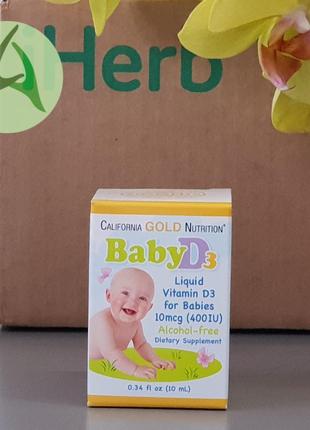 iHerb
CALIFORNIA GOLD NUTRITION®
BabyD3
Liquid
Vitamin D3
for Babies
10mcg (400IU)
Alcohol-free
Dietary Supplement
0.34 fl oz (10 mL)